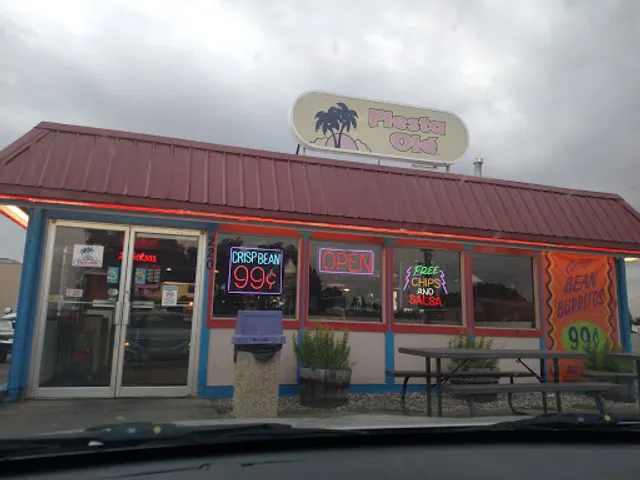 Fiesta
Olé
CRISP BEAN
99¢
OPEN
FREE
CHIPS
AND
SALSA
BEAN
BURRITOS
99¢